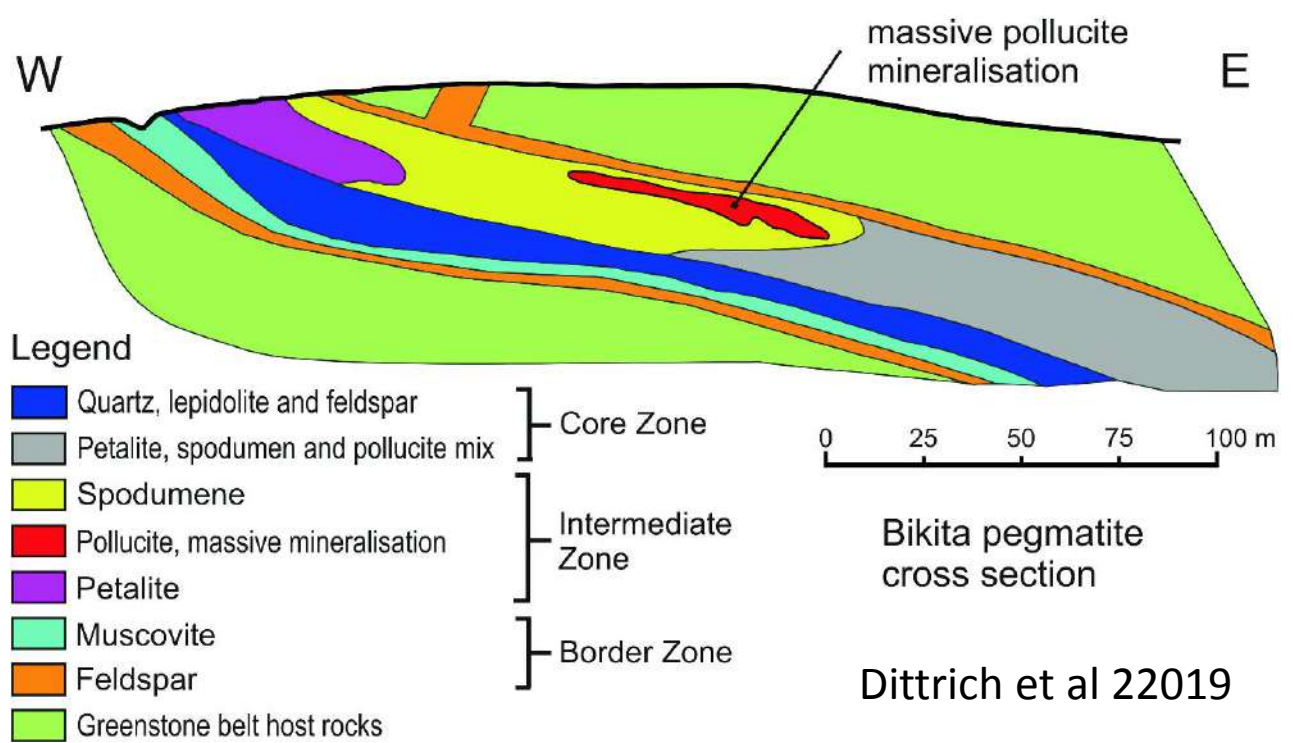 massive pollucite
mineralisation
W
E
Legend
Quartz, lepidolite and feldspar
Petalite, spodumen and pollucite mix
Core Zone
Spodumene
Pollucite, massive mineralisation
Petalite
Intermediate
Zone
Muscovite
Feldspar
Border Zone
Greenstone belt host rocks
0 25 50 75 100 m
Bikita pegmatite
cross section
Dittrich et al 22019